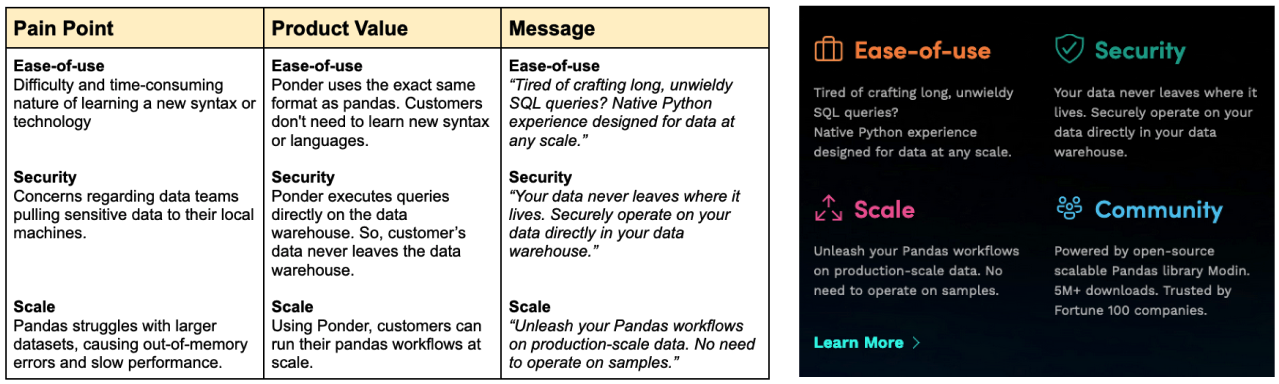 Pain Point
Product Value
Message
Ease-of-use
Difficulty and time-consuming
nature of learning a new syntax or
technology
Ease-of-use
Ponder uses the exact same
format as pandas. Customers
don't need to learn new syntax
or languages.
Ease-of-use
“Tired of crafting long, unwieldy
SQL queries? Native Python
experience designed for data at
any scale.”
Security
Concerns regarding data teams
pulling sensitive data to their local
machines.
Security
Ponder executes queries
directly on the data
warehouse. So, customer’s
data never leaves the data
warehouse.
Security
“Your data never leaves where it
lives. Securely operate on your
data directly in your data
warehouse.”
Scale
Pandas struggles with larger
datasets, causing out-of-memory
errors and slow performance.
Scale
Using Ponder, customers can
run their pandas workflows at
scale.
Scale
“Unleash your Pandas workflows
on production-scale data. No need
to operate on samples.”
Ease-of-use
Tired of crafting long, unwieldy
SQL queries?
Native Python experience
designed for data at any scale.
Security
Your data never leaves where it
lives. Securely operate on your
data directly in your data
warehouse.
Scale
Unleash your Pandas workflows
on production-scale data. No
need to operate on samples.
Community
Powered by open-source
scalable Pandas library Modin.
5M+ downloads. Trusted by
Fortune 100 companies.
Learn More